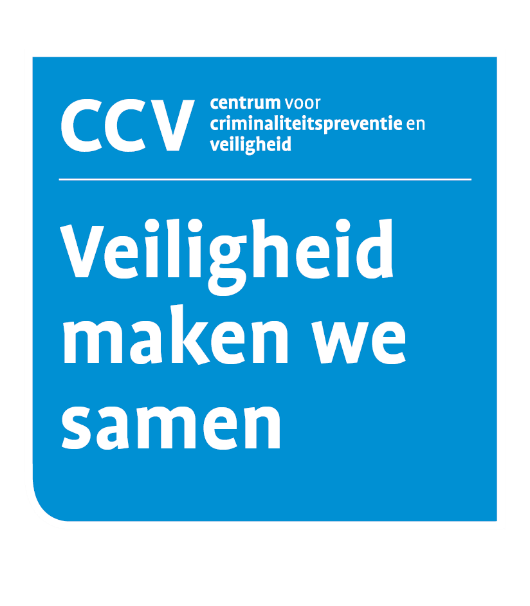 CCV
centrum voor
criminaliteitspreventie en
veiligheid
Veiligheid
maken we
samen